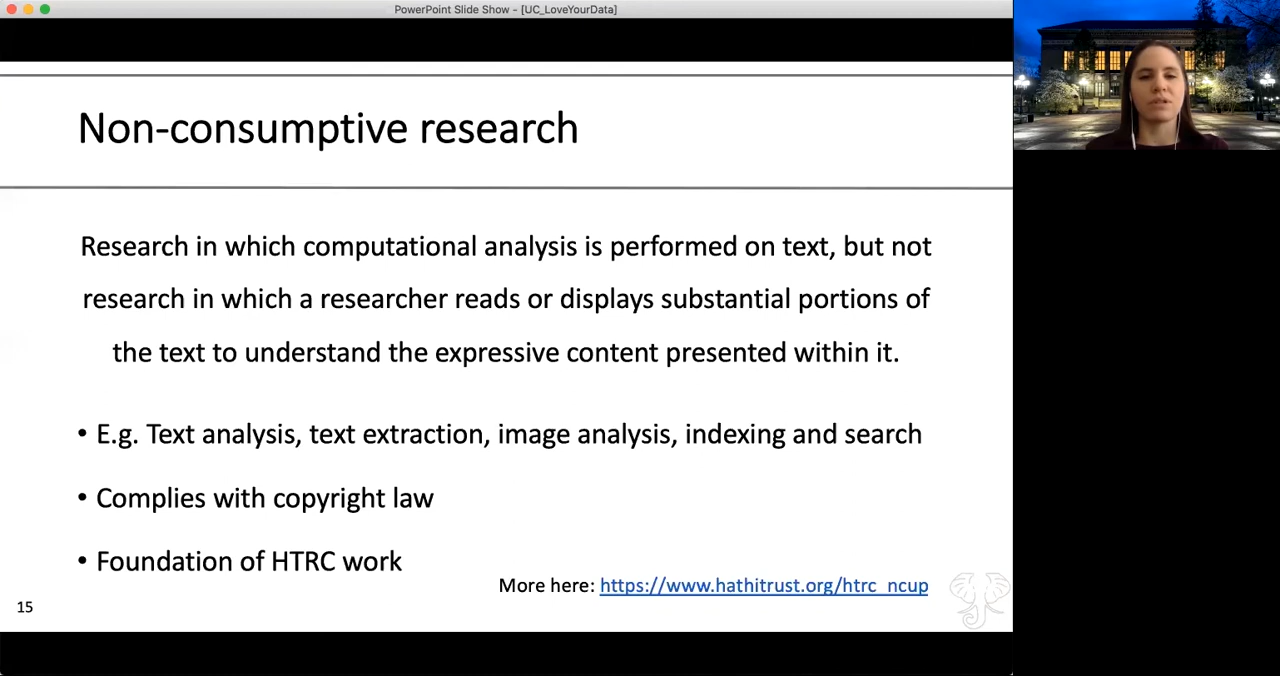 PowerPoint Slide Show - [UC_LoveYourData]
Non-consumptive research
Research in which computational analysis is performed on text, but not
research in which a researcher reads or displays substantial portions of
the text to understand the expressive content presented within it.
• E.g. Text analysis, text extraction, image analysis, indexing and search
• Complies with copyright law
• Foundation of HTRC work
More here: https://www.hathitrust.org/htrc_ncup
15